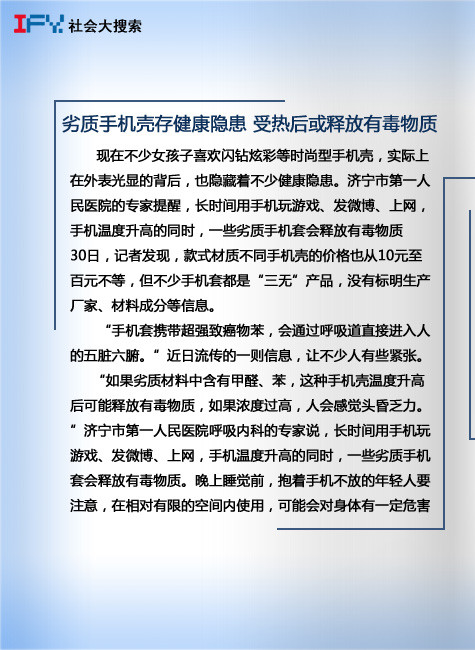 IFY. 社会大搜索
劣质手机壳存健康隐患 受热后或释放有毒物质
现在不少女孩子喜欢闪钻炫彩等时尚型手机壳，实际上
在外表光显的背后，也隐藏着不少健康隐患。济宁市第一人
民医院的专家提醒，长时间用手机玩游戏、发微博、上网，
手机温度升高的同时，一些劣质手机套会释放有毒物质
30日，记者发现，款式材质不同手机壳的价格也从10元至
百元不等，但不少手机套都是“三无”产品，没有标明生产
厂家、材料成分等信息。
“手机套携带超强致癌物苯，会通过呼吸道直接进入人
的五脏六腑。”近日流传的一则信息，让不少人有些紧张。
“如果劣质材料中含有甲醛、苯，这种手机壳温度升高
后可能释放有毒物质，如果浓度过高，人会感觉头昏乏力。
”济宁市第一人民医院呼吸内科的专家说，长时间用手机玩
游戏、发微博、上网，手机温度升高的同时，一些劣质手机
套会释放有毒物质。晚上睡觉前，抱着手机不放的年轻人要
注意，在相对有限的空间内使用，可能会对身体有一定危害